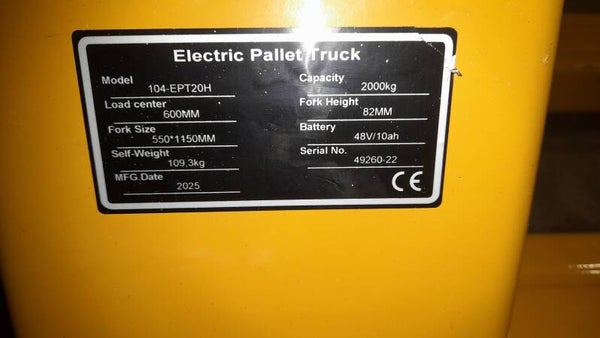 Electric Pallet Truck
Model 104-EPT20H
Capacity 2000kg
Load center 600MM
Fork Height 82MM
Fork Size 550*1150MM
Battery 48V/10ah
Self-Weight 109,3kg
Serial No. 49260-22
MFG.Date 2025
CE